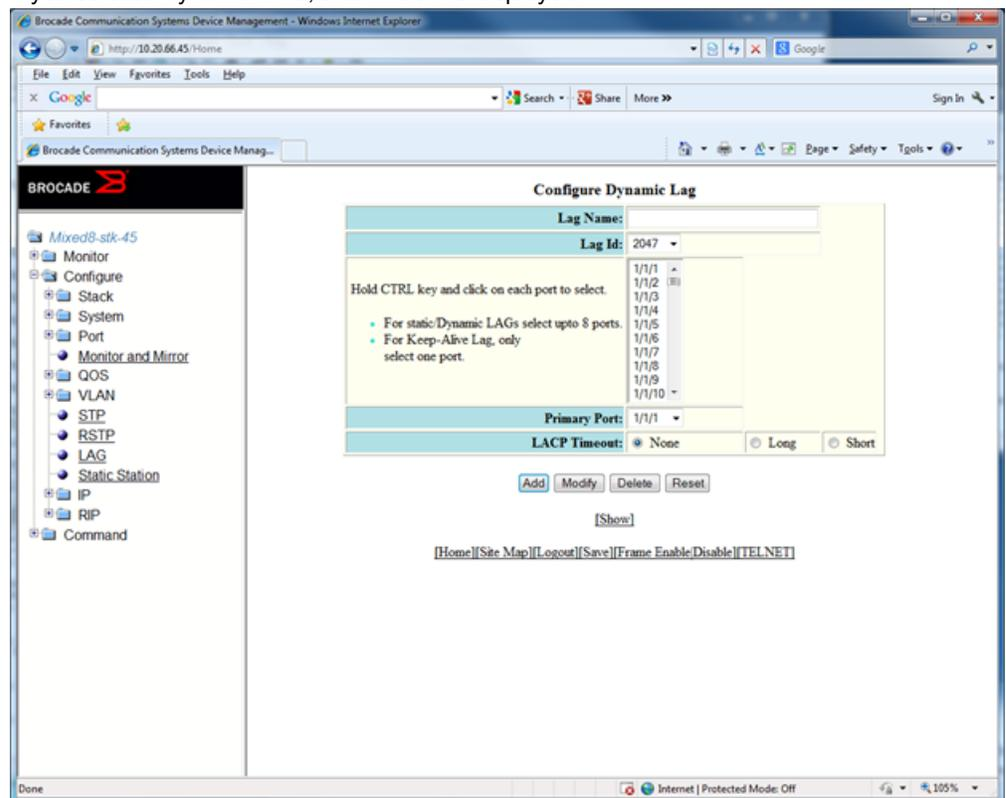 Brocade Communication Systems Device Management - Windows Internet Explorer
http://10.20.66.45/Home
Google
File Edit View Favorites Tools Help
x Google Search Share More >> Sign In
Favorites
Brocade Communication Systems Device Manag...
Page Safety Tools
BROCADE
Mixed8-stk-45
Monitor
Configure
Stack
System
Port
Monitor and Mirror
QOS
VLAN
STP
RSTP
LAG
Static Station
IP
RIP
Command
Configure Dynamic Lag
Lag Name:
Lag Id: 2047
Hold CTRL key and click on each port to select.
• For static/Dynamic LAGs select upto 8 ports.
• For Keep-Alive Lag, only
select one port.
1/1/1
1/1/2
1/1/3
1/1/4
1/1/5
1/1/6
1/1/7
1/1/8
1/1/9
1/1/10
Primary Port: 1/1/1
LACP Timeout: None Long Short
Add Modify Delete Reset
[Show]
[Home][Site Map][Logout][Save][Frame Enable|Disable][TELNET]
Done
Internet | Protected Mode: Off
105%